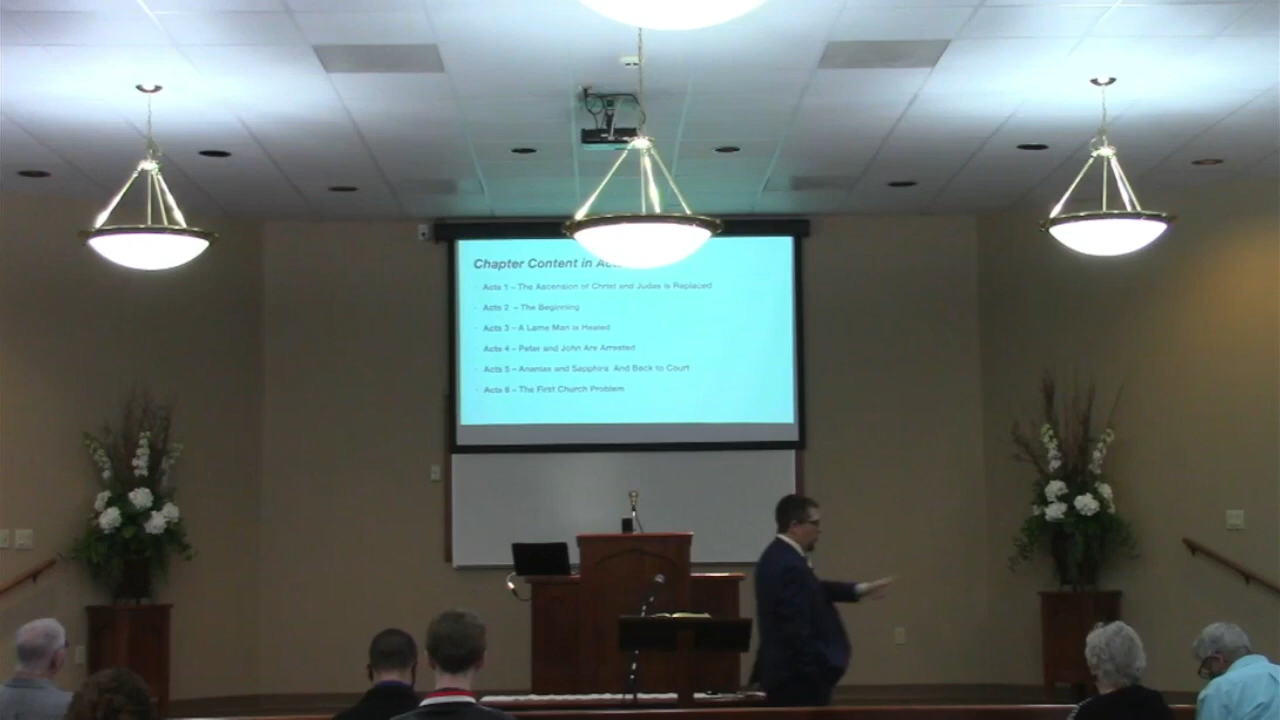 Chapter Content in
Acts 1 – The Ascension of Christ and Judas is Replaced
Acts 2 – The Beginning
Acts 3 – A Lame Man is Healed
Acts 4 – Peter and John Are Arrested
Acts 5 – Ananias and Sapphira And Back to Court
Acts 6 – The First Church Problem